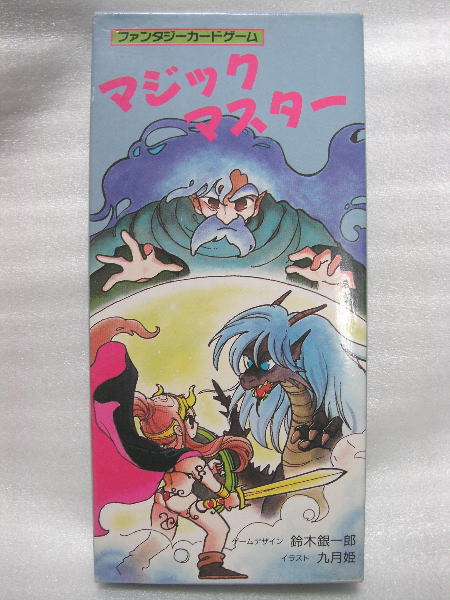 ファンタジーカードゲーム
マジック
マスター
ゲームデザイン 鈴木銀一郎
イラスト 九月姫